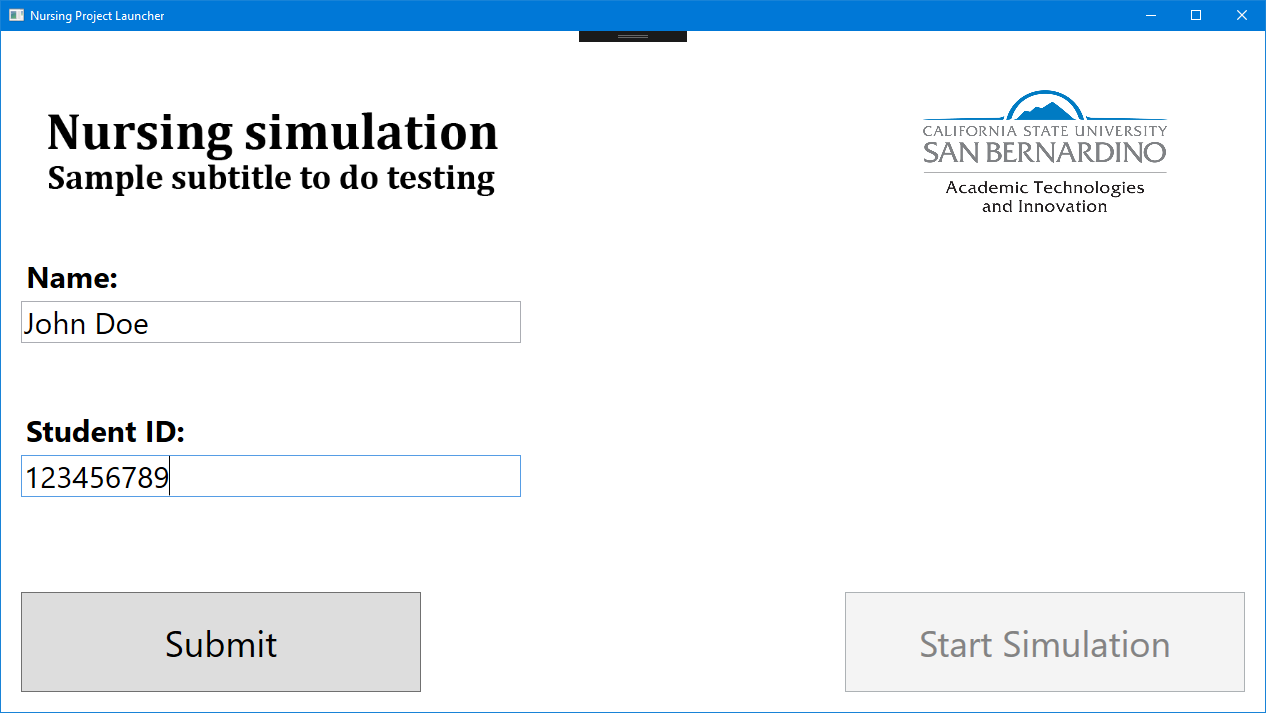 Nursing Project Launcher
Nursing simulation
Sample subtitle to do testing
CALIFORNIA STATE UNIVERSITY
SAN BERNARDINO
Academic Technologies
and Innovation
Name:
John Doe
Student ID:
123456789
Submit
Start Simulation